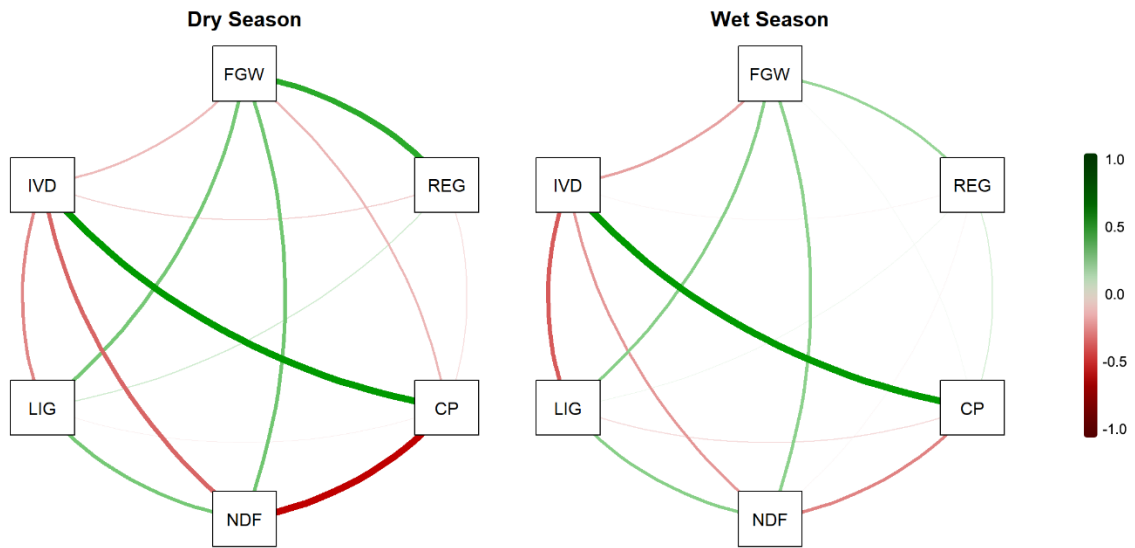 Dry Season
FGW
REG
IVD
LIG
CP
NDF
Wet Season
FGW
REG
IVD
LIG
CP
NDF
1.0
0.5
0.0
-0.5
-1.0